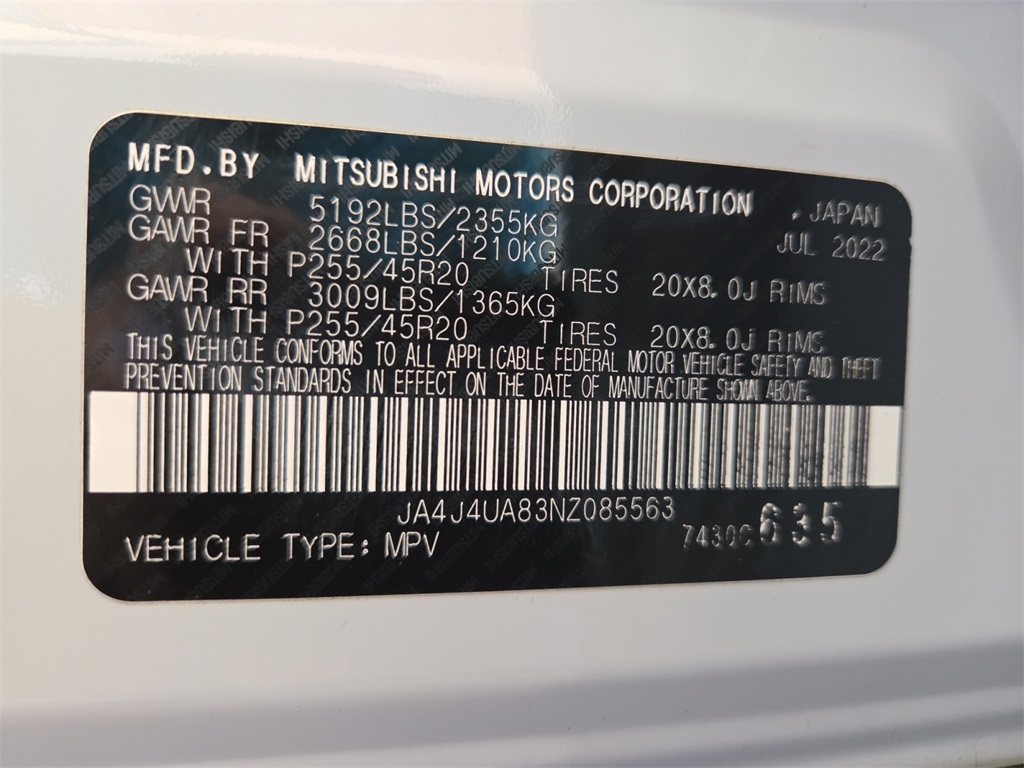 MFD.BY MITSUBISHI MOTORS CORPORATION . JAPAN
GVWR 5192LBS/2355KG JUL 2022
GAWR FR 2668LBS/1210KG
WITH P255/45R20 TIRES 20X8.0J RIMS
GAWR RR 3009LBS/1365KG
WITH P255/45R20 TIRES 20X8.0J RIMS
THIS VEHICLE CONFORMS TO ALL APPLICABLE FEDERAL MOTOR VEHICLE SAFETY AND THEFT
PREVENTION STANDARDS IN EFFECT ON THE DATE OF MANUFACTURE SHOWN ABOVE.
JA4J4UA83NZ085563
VEHICLE TYPE: MPV 7430C 635